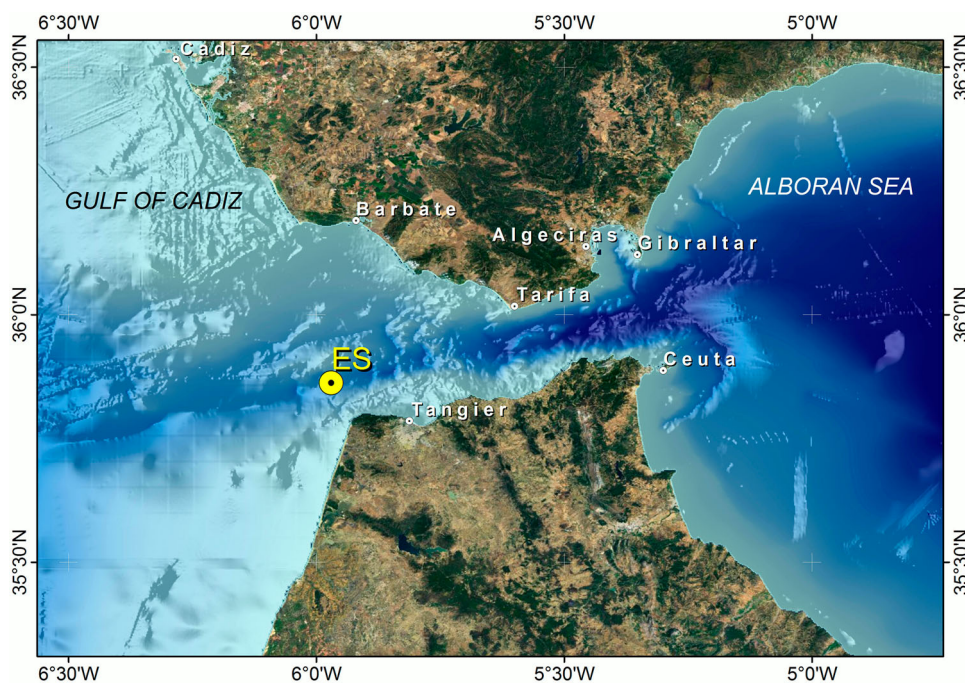 6°30'W 6°0'W 5°30'W 5°0'W
36°30'N
36°30'N
Cadiz
GULF OF CADIZ
ALBORAN SEA
Barbate
Algeciras
Gibraltar
Tarifa
36°0'N
36°0'N
ES
Ceuta
Tangier
35°30'N
35°30'N
6°30'W 6°0'W 5°30'W 5°0'W